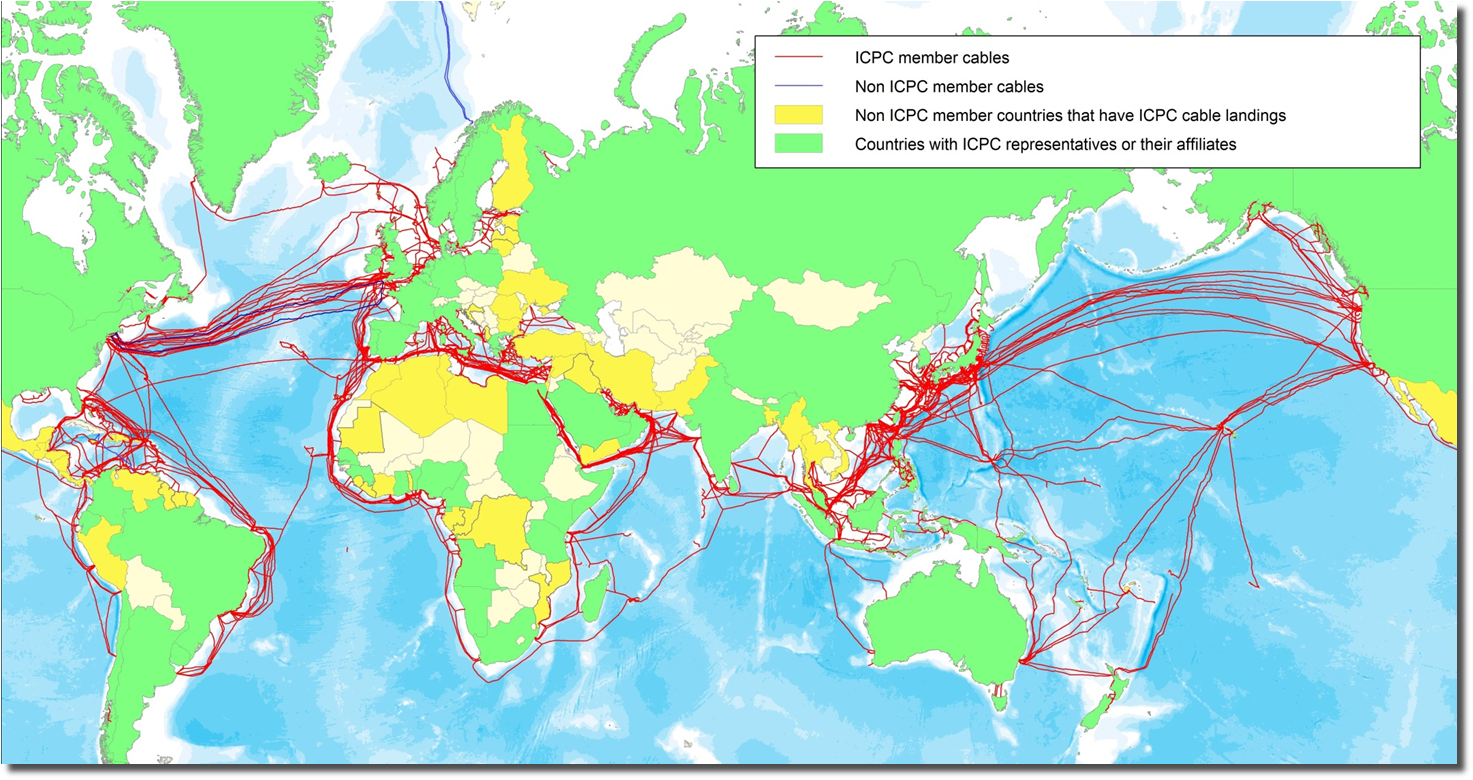 ICPC member cables
Non ICPC member cables
Non ICPC member countries that have ICPC cable landings
Countries with ICPC representatives or their affiliates